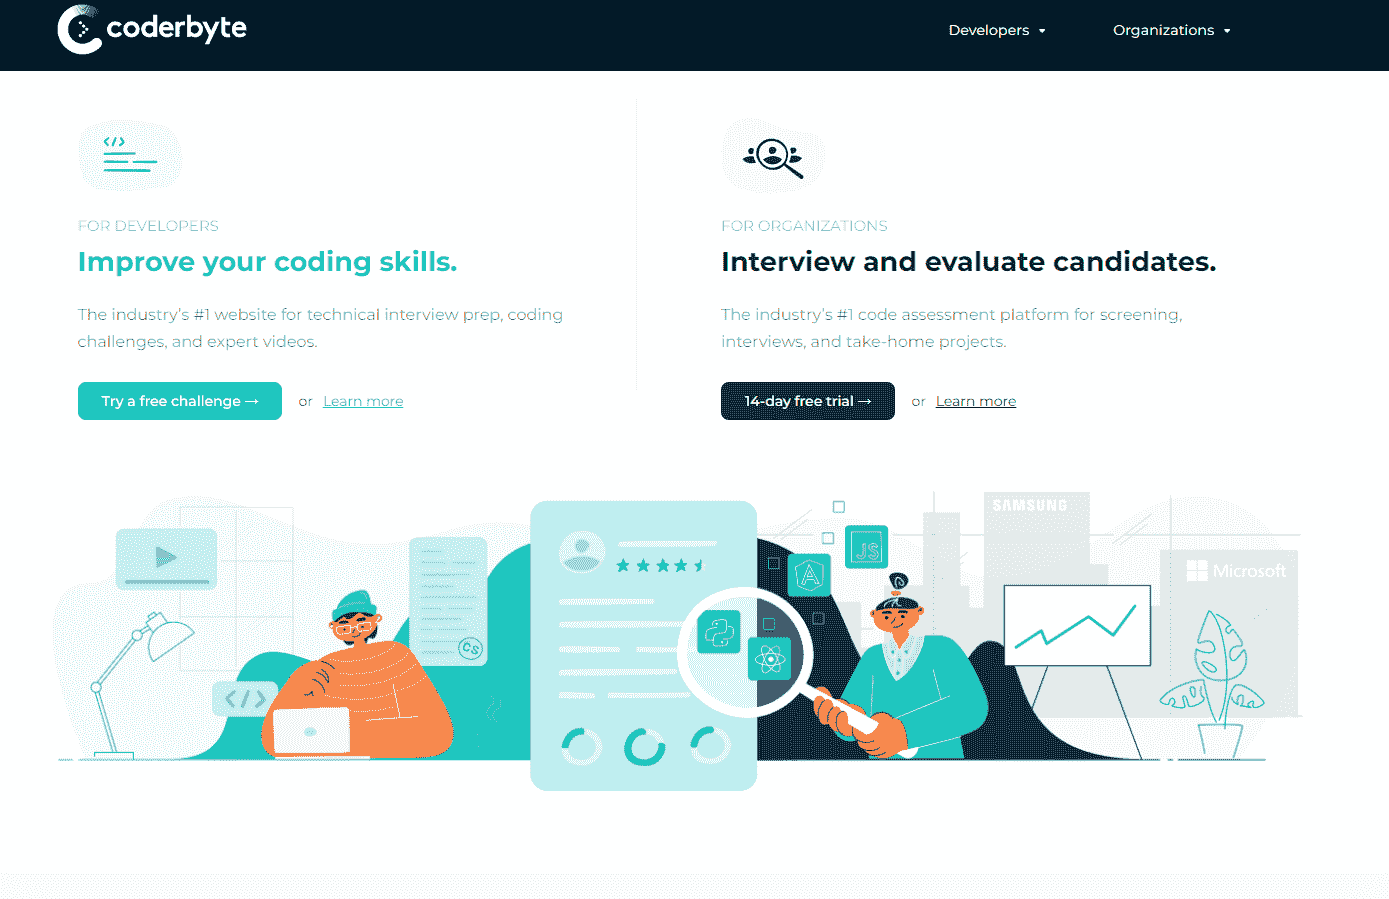 coderbyte
Developers
Organizations
</>
FOR DEVELOPERS
Improve your coding skills.
The industry's #1 website for technical interview prep, coding
challenges, and expert videos.
Try a free challenge →
or
Learn more
FOR ORGANIZATIONS
Interview and evaluate candidates.
The industry's #1 code assessment platform for screening,
interviews, and take-home projects.
14-day free trial →
or
Learn more
CS
</>
A
JS
SAMSUNG
Microsoft